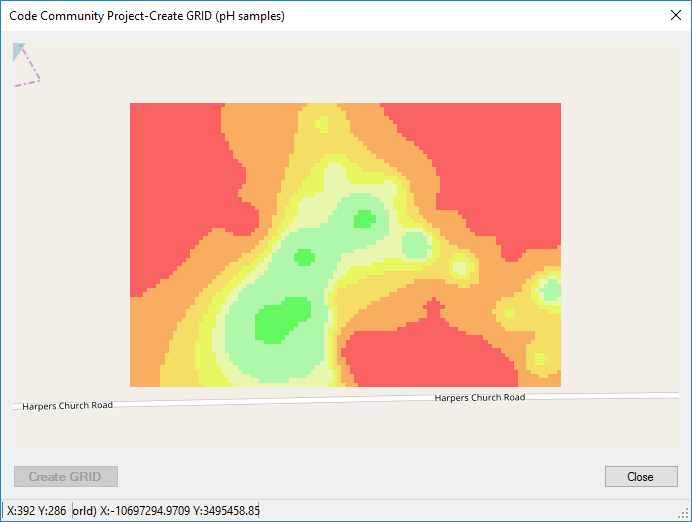 Code Community Project-Create GRID (pH samples)
Harpers Church Road
Harpers Church Road
Create GRID
Close
X:392 Y:286 orld) X:-10697294.9709 Y:3495458.85